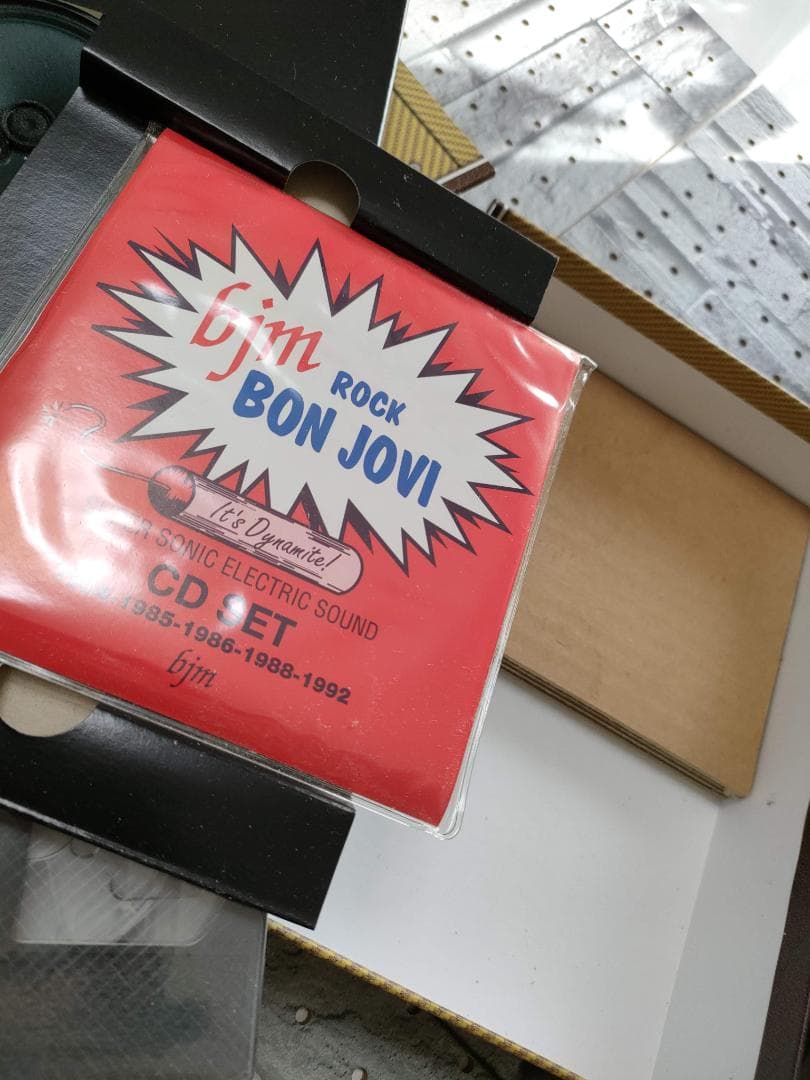 bjm
ROCK
BON JOVI
It's Dynamite!
SONIC ELECTRIC SOUND
CD SET
1985-1986-1988-1992
bjm